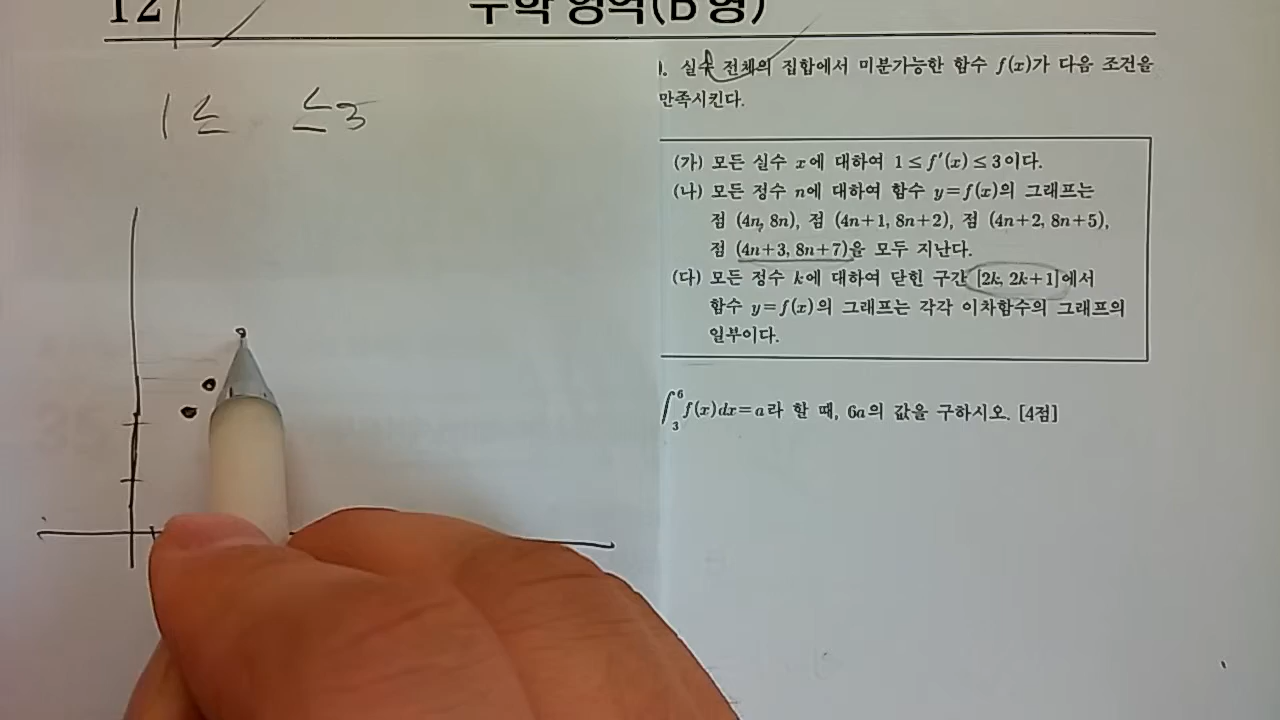 12 수학 영역(B형)
1≤ ≤3
1. 실수 전체의 집합에서 미분가능한 함수 f(x)가 다음 조건을
만족시킨다.
(가) 모든 실수 x에 대하여 1≤f′(x)≤3이다.
(나) 모든 정수 n에 대하여 함수 y=f(x)의 그래프는
점 (4n, 8n), 점 (4n+1, 8n+2), 점 (4n+2, 8n+5),
점 (4n+3, 8n+7)을 모두 지난다.
(다) 모든 정수 k에 대하여 닫힌 구간 [2k, 2k+1]에서
함수 y=f(x)의 그래프는 각각 이차함수의 그래프의
일부이다.
∫₃⁶f(x)dx=a라 할 때, 6a의 값을 구하시오. [4점]